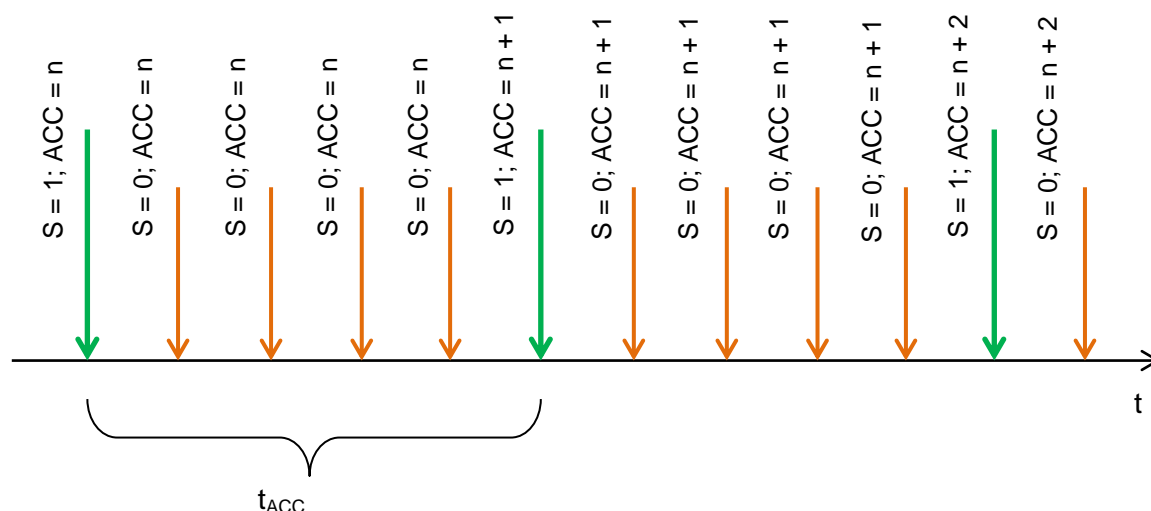 S = 1; ACC = n
S = 0; ACC = n
S = 0; ACC = n
S = 0; ACC = n
S = 0; ACC = n
S = 1; ACC = n + 1
S = 0; ACC = n + 1
S = 0; ACC = n + 1
S = 0; ACC = n + 1
S = 0; ACC = n + 1
S = 1; ACC = n + 2
S = 0; ACC = n + 2
t
tACC